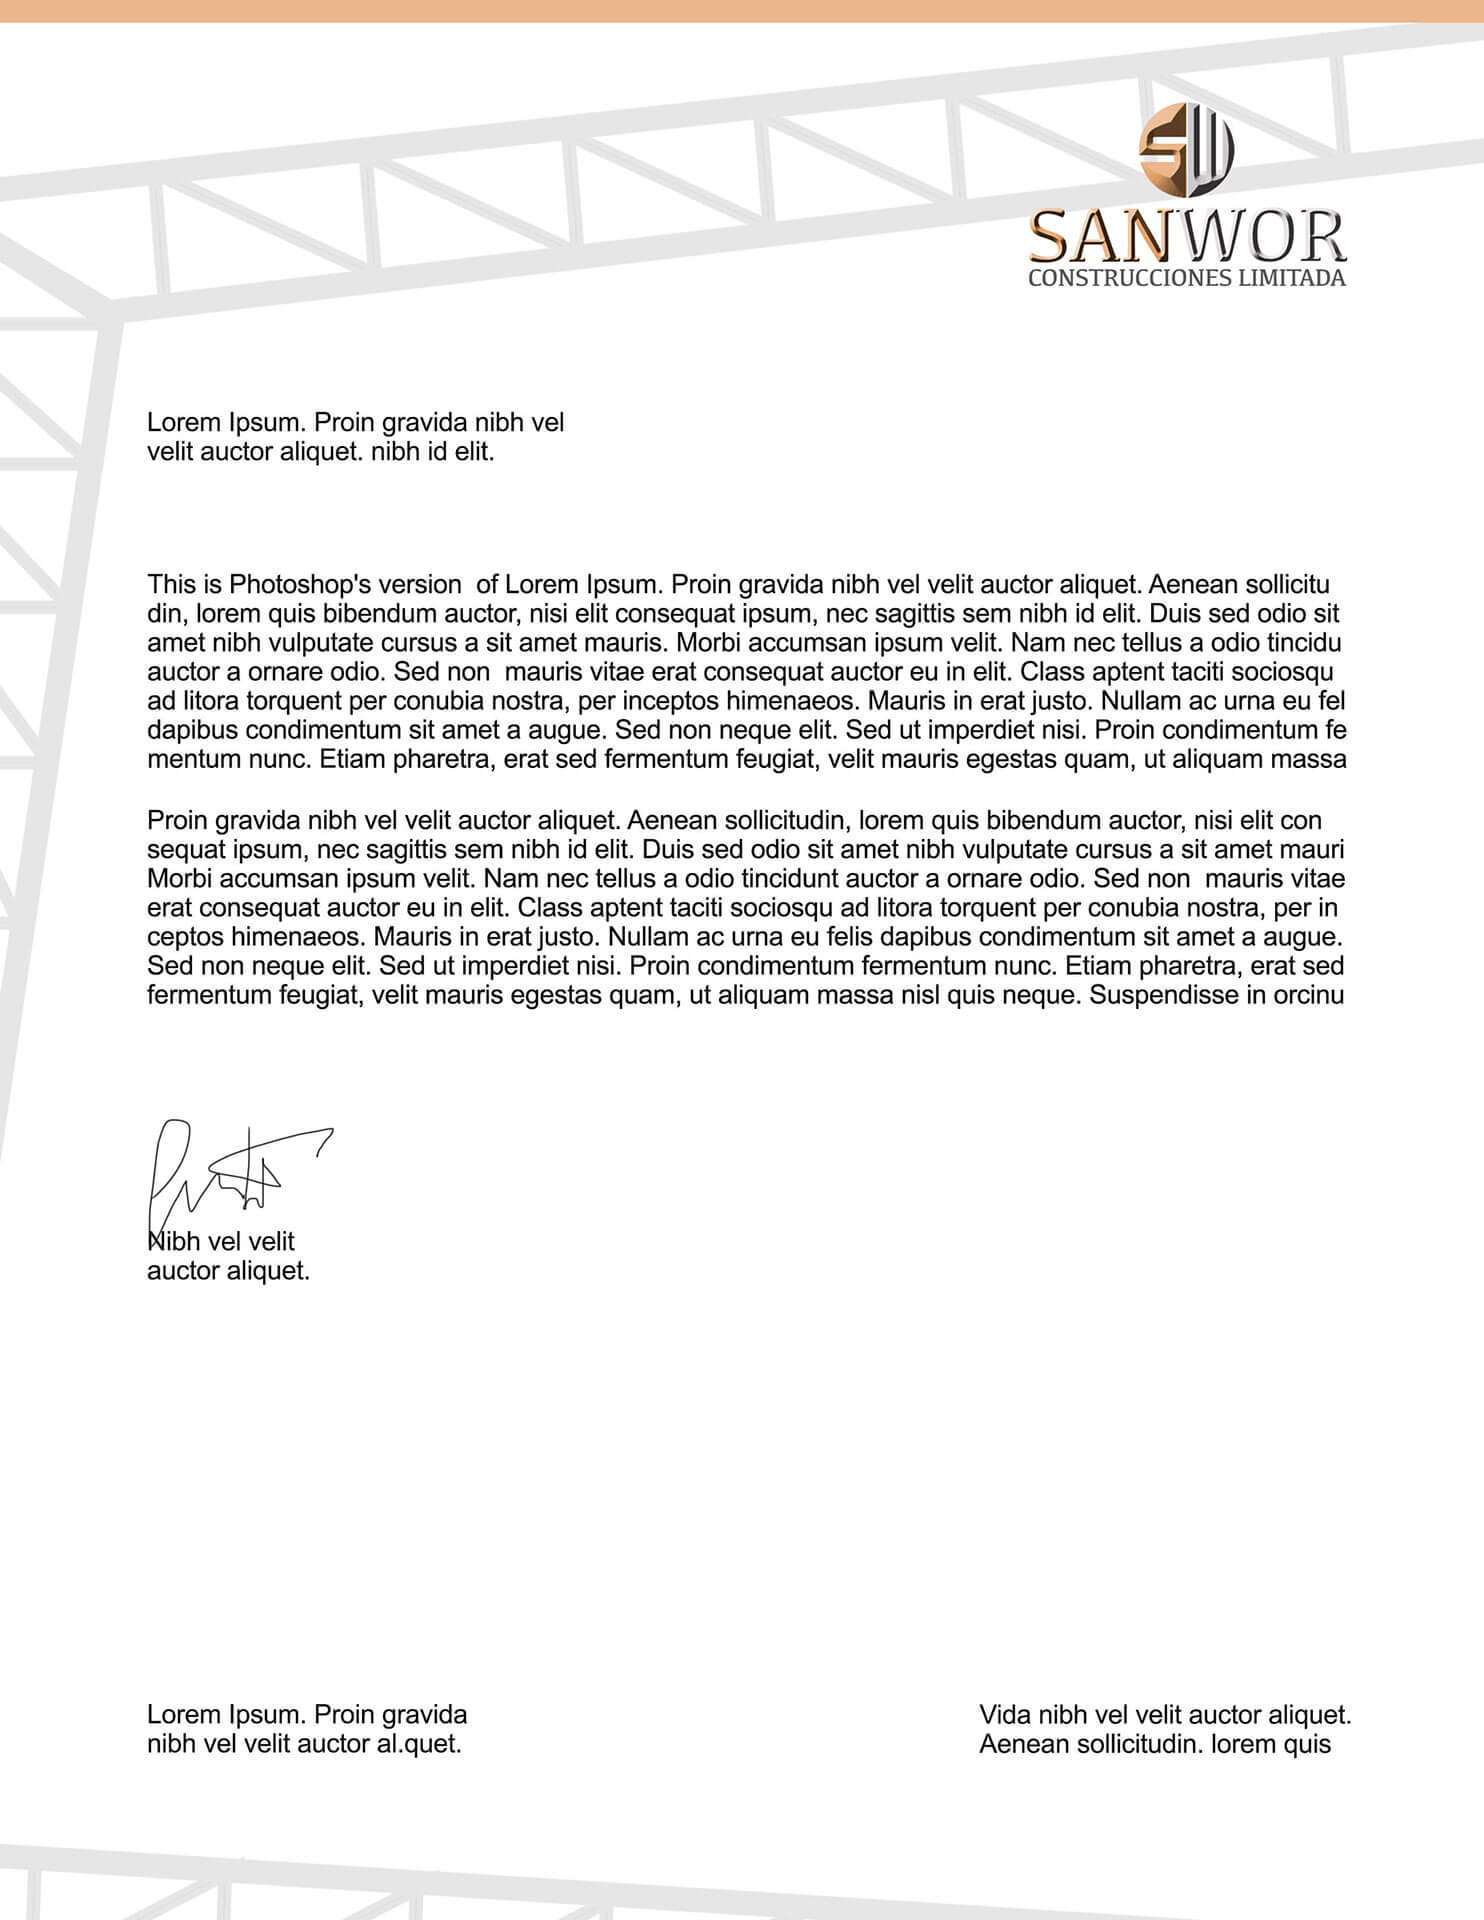 SW
SANWOR
CONSTRUCCIONES LIMITADA
Lorem Ipsum. Proin gravida nibh vel
velit auctor aliquet. nibh id elit.
This is Photoshop's version  of Lorem Ipsum. Proin gravida nibh vel velit auctor aliquet. Aenean sollicitu
din, lorem quis bibendum auctor, nisi elit consequat ipsum, nec sagittis sem nibh id elit. Duis sed odio sit
amet nibh vulputate cursus a sit amet mauris. Morbi accumsan ipsum velit. Nam nec tellus a odio tincidu
auctor a ornare odio. Sed non  mauris vitae erat consequat auctor eu in elit. Class aptent taciti sociosqu
ad litora torquent per conubia nostra, per inceptos himenaeos. Mauris in erat justo. Nullam ac urna eu fel
dapibus condimentum sit amet a augue. Sed non neque elit. Sed ut imperdiet nisi. Proin condimentum fe
mentum nunc. Etiam pharetra, erat sed fermentum feugiat, velit mauris egestas quam, ut aliquam massa
Proin gravida nibh vel velit auctor aliquet. Aenean sollicitudin, lorem quis bibendum auctor, nisi elit con
sequat ipsum, nec sagittis sem nibh id elit. Duis sed odio sit amet nibh vulputate cursus a sit amet mauri
Morbi accumsan ipsum velit. Nam nec tellus a odio tincidunt auctor a ornare odio. Sed non  mauris vitae
erat consequat auctor eu in elit. Class aptent taciti sociosqu ad litora torquent per conubia nostra, per in
ceptos himenaeos. Mauris in erat justo. Nullam ac urna eu felis dapibus condimentum sit amet a augue.
Sed non neque elit. Sed ut imperdiet nisi. Proin condimentum fermentum nunc. Etiam pharetra, erat sed
fermentum feugiat, velit mauris egestas quam, ut aliquam massa nisl quis neque. Suspendisse in orcinu
Nibh vel velit
auctor aliquet.
Lorem Ipsum. Proin gravida
nibh vel velit auctor al.quet.
Vida nibh vel velit auctor aliquet.
Aenean sollicitudin. lorem quis